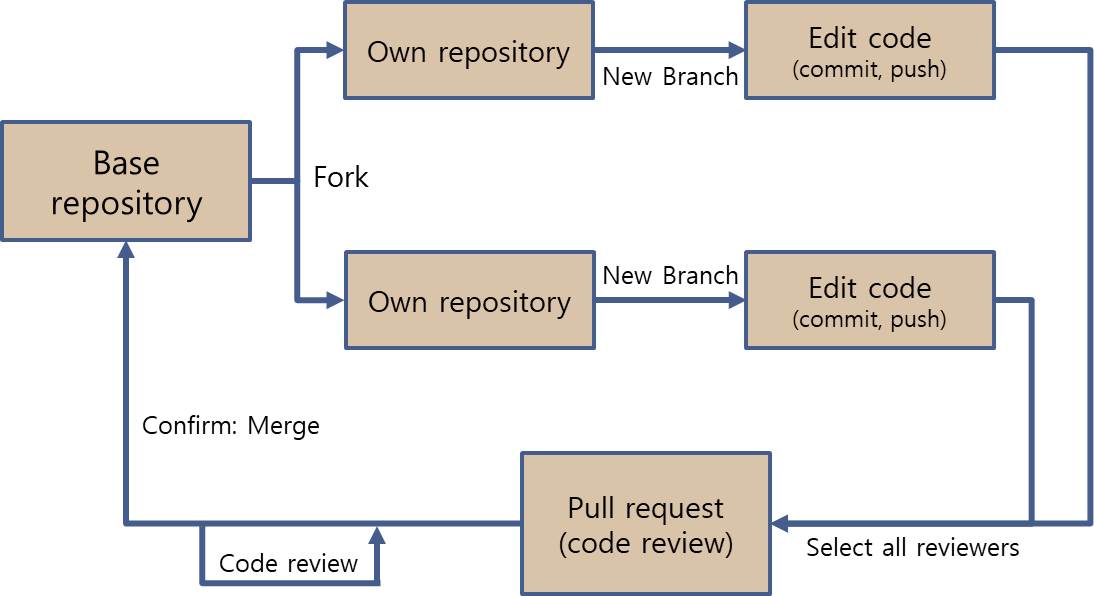 Own repository
New Branch
Edit code
(commit, push)
Base
repository
Fork
Own repository
New Branch
Edit code
(commit, push)
Confirm: Merge
Pull request
(code review)
Select all reviewers
Code review